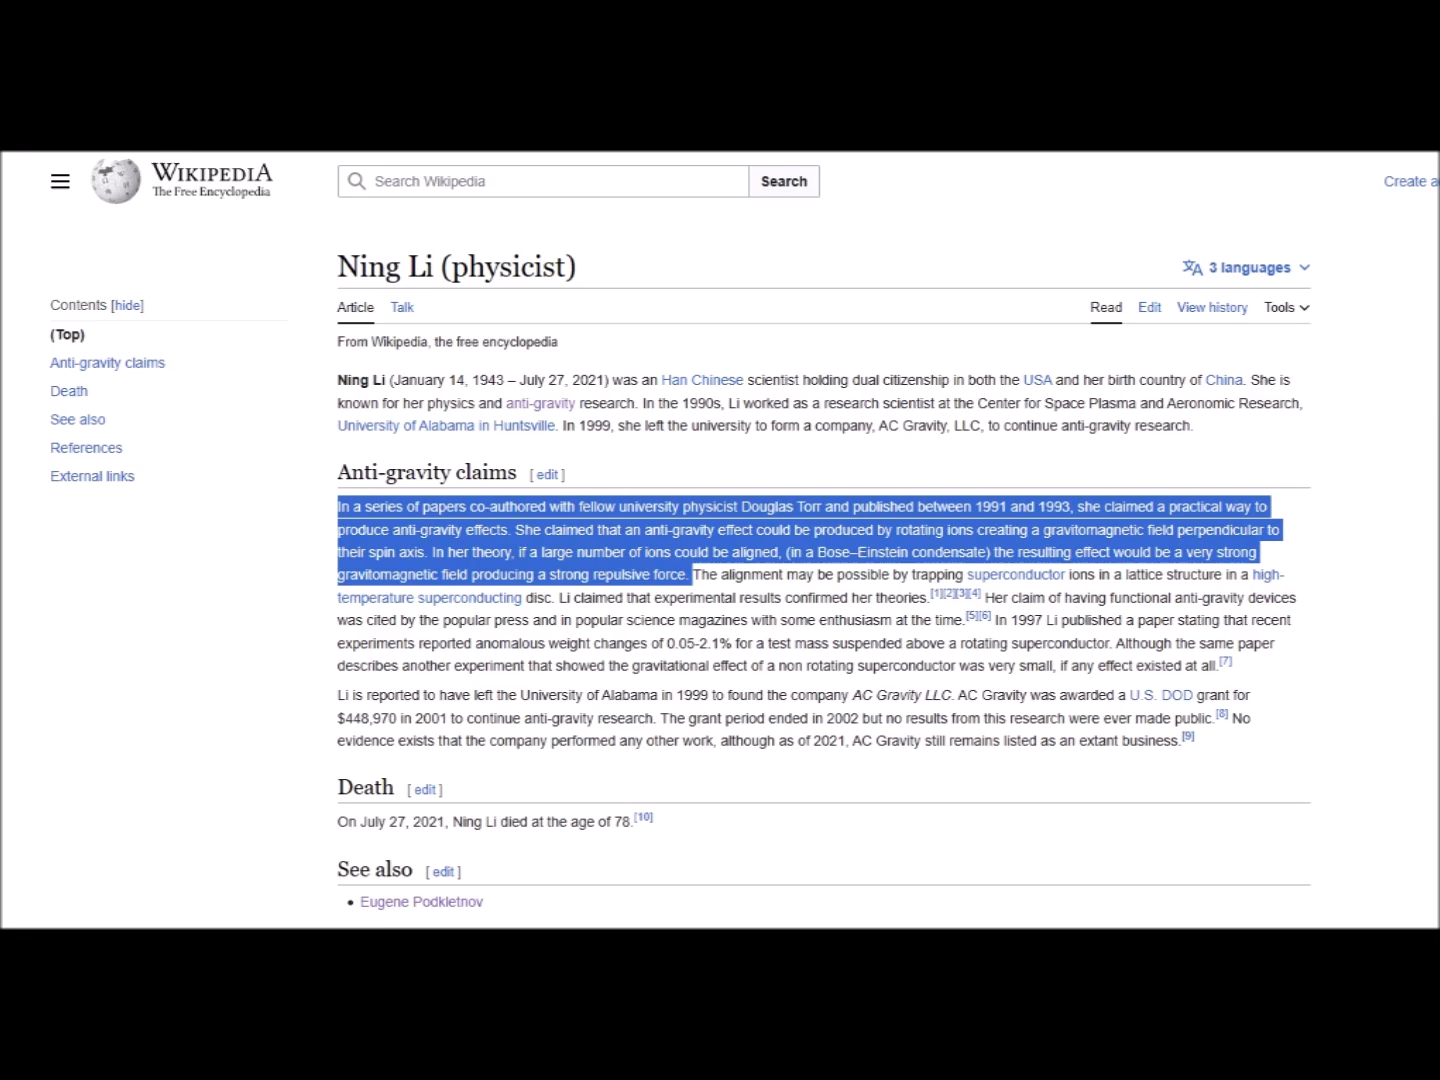 WIKIPEDIA
The Free Encyclopedia
Search Wikipedia
Search
Create a
Ning Li (physicist)
3 languages
Contents [hide]
(Top)
Anti-gravity claims
Death
See also
References
External links
Article Talk
Read Edit View history Tools
From Wikipedia, the free encyclopedia
Ning Li (January 14, 1943 – July 27, 2021) was an Han Chinese scientist holding dual citizenship in both the USA and her birth country of China. She is
known for her physics and anti-gravity research. In the 1990s, Li worked as a research scientist at the Center for Space Plasma and Aeronomic Research,
University of Alabama in Huntsville. In 1999, she left the university to form a company, AC Gravity, LLC, to continue anti-gravity research.
Anti-gravity claims [ edit ]
In a series of papers co-authored with fellow university physicist Douglas Torr and published between 1991 and 1993, she claimed a practical way to
produce anti-gravity effects. She claimed that an anti-gravity effect could be produced by rotating ions creating a gravitomagnetic field perpendicular to
their spin axis. In her theory, if a large number of ions could be aligned, (in a Bose–Einstein condensate) the resulting effect would be a very strong
gravitomagnetic field producing a strong repulsive force. The alignment may be possible by trapping superconductor ions in a lattice structure in a high-
temperature superconducting disc. Li claimed that experimental results confirmed her theories.[1][2][3][4] Her claim of having functional anti-gravity devices
was cited by the popular press and in popular science magazines with some enthusiasm at the time.[5][6] In 1997 Li published a paper stating that recent
experiments reported anomalous weight changes of 0.05-2.1% for a test mass suspended above a rotating superconductor. Although the same paper
describes another experiment that showed the gravitational effect of a non rotating superconductor was very small, if any effect existed at all.[7]
Li is reported to have left the University of Alabama in 1999 to found the company AC Gravity LLC. AC Gravity was awarded a U.S. DOD grant for
$448,970 in 2001 to continue anti-gravity research. The grant period ended in 2002 but no results from this research were ever made public.[8] No
evidence exists that the company performed any other work, although as of 2021, AC Gravity still remains listed as an extant business.[9]
Death [ edit ]
On July 27, 2021, Ning Li died at the age of 78.[10]
See also [ edit ]
• Eugene Podkletnov